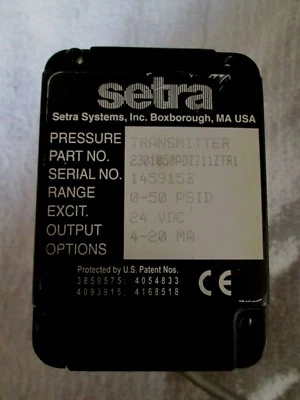 setra
Setra Systems, Inc. Boxborough, MA USA
PRESSURE TRANSMITTER
PART NO. 2301050PDZZ11ZTR1
SERIAL NO. 1459153
RANGE 0-50 PSID
EXCIT. 24 VDC
OUTPUT 4-20 MA
OPTIONS
Protected by U.S. Patent Nos.
3859575; 4054833
4093915; 4168518
CE